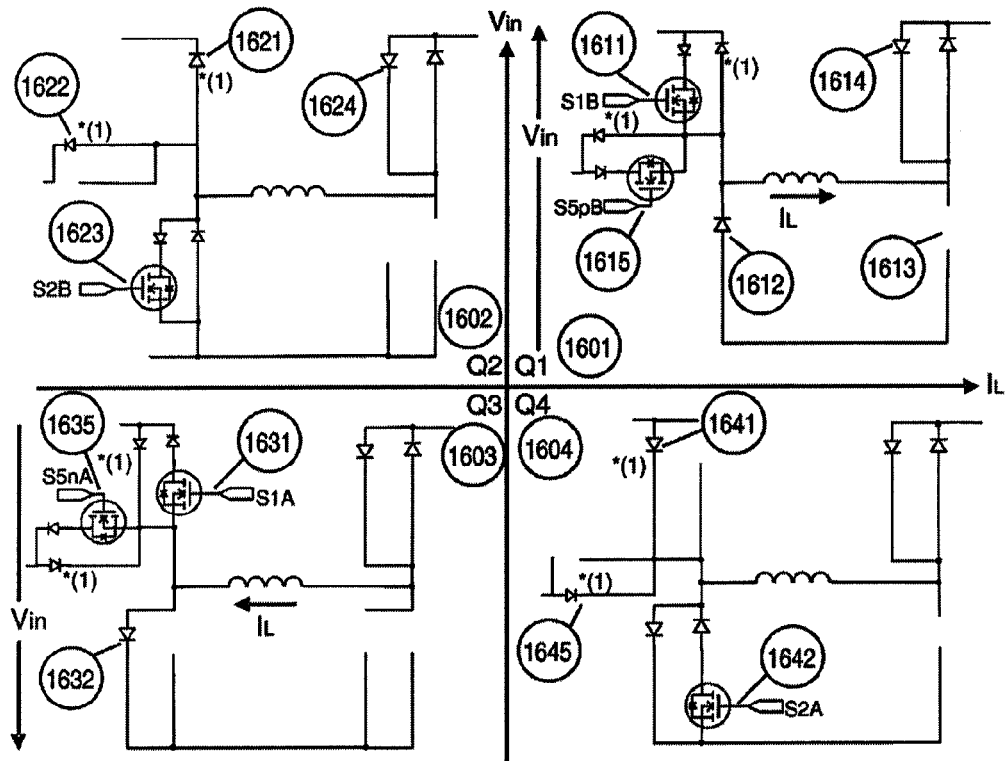 Vin
1621
*(1)
1622
*(1)
1624
1623
S2B
1602
Q2
Vin
1611
S1B
*(1)
S5pB
1615
1614
IL
1612
1613
1601
Q1
IL
Q3
1635
*(1)
1631
S5nA
S1A
*(1)
1603
Vin
IL
1632
Q4
1604
1641
*(1)
*(1)
1645
1642
S2A